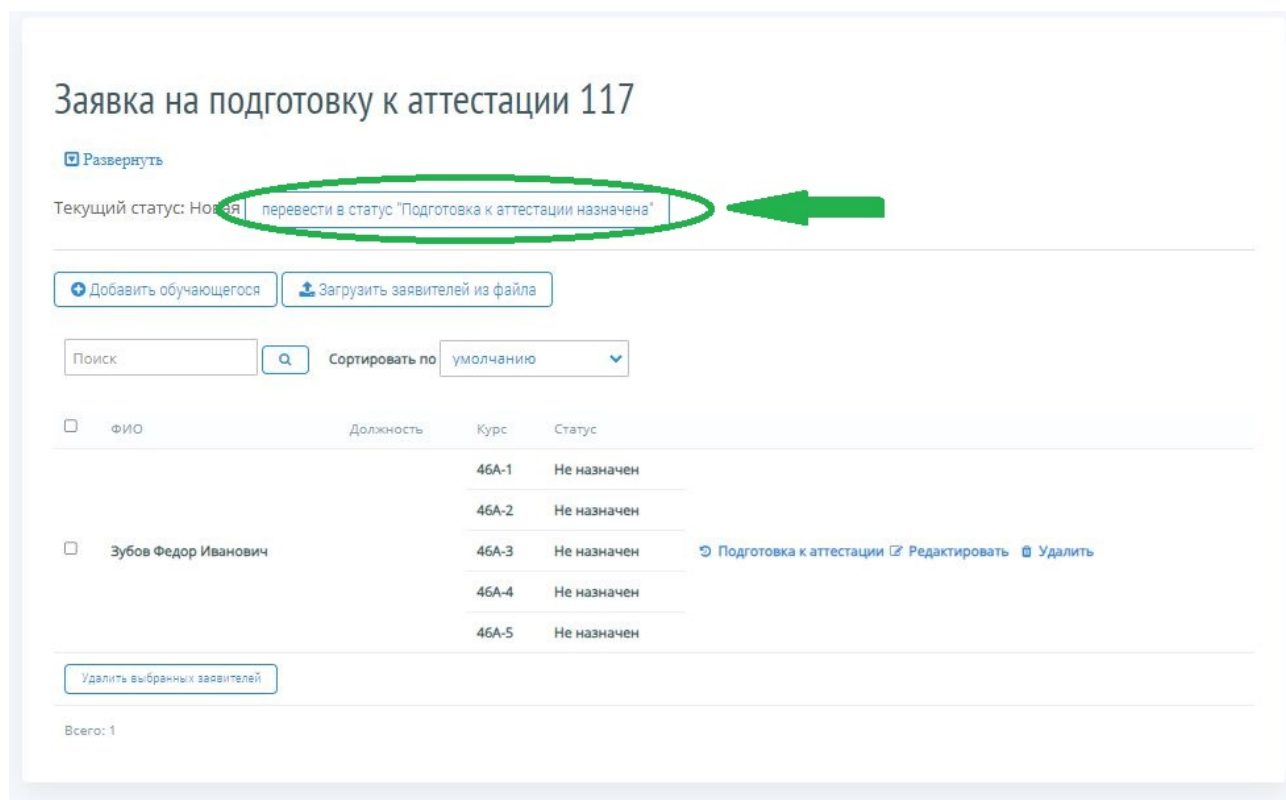 Заявка на подготовку к аттестации 117
Развернуть
Текущий статус: Новая перевести в статус "Подготовка к аттестации назначена"
Добавить обучающегося Загрузить заявителей из файла
Поиск Сортировать по умолчанию
ФИО Должность Курс Статус
46А-1 Не назначен
46А-2 Не назначен
Зубов Федор Иванович 46А-3 Не назначен Подготовка к аттестации Редактировать Удалить
46А-4 Не назначен
46А-5 Не назначен
Удалить выбранных заявителей
Всего: 1